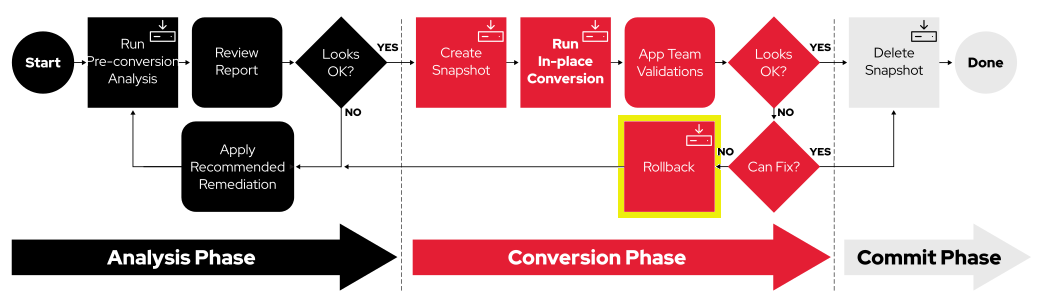 Start
Run
Pre-conversion
Analysis
Review
Report
Looks
OK?
YES
NO
Apply
Recommended
Remediation
Create
Snapshot
Run
In-place
Conversion
App Team
Validations
Looks
OK?
YES
NO
Can Fix?
YES
NO
Rollback
Delete
Snapshot
Done
Analysis Phase
Conversion Phase
Commit Phase